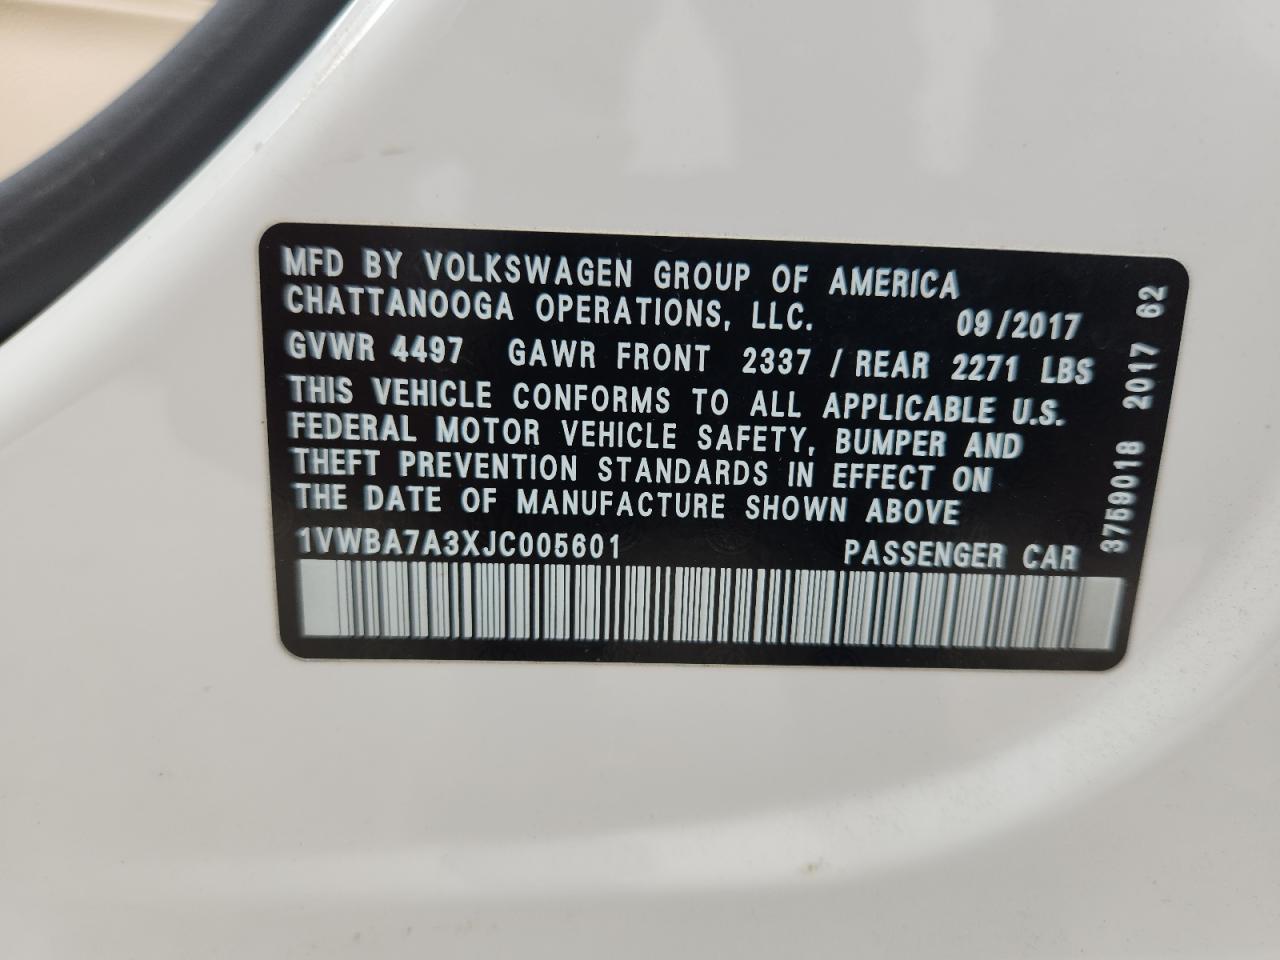 MFD BY VOLKSWAGEN GROUP OF AMERICA
CHATTANOOGA OPERATIONS, LLC. 09/2017
GVWR 4497 GAWR FRONT 2337 / REAR 2271 LBS
THIS VEHICLE CONFORMS TO ALL APPLICABLE U.S.
FEDERAL MOTOR VEHICLE SAFETY, BUMPER AND
THEFT PREVENTION STANDARDS IN EFFECT ON
THE DATE OF MANUFACTURE SHOWN ABOVE
1VWBA7A3XJC005601 PASSENGER CAR
3759018 2017 62